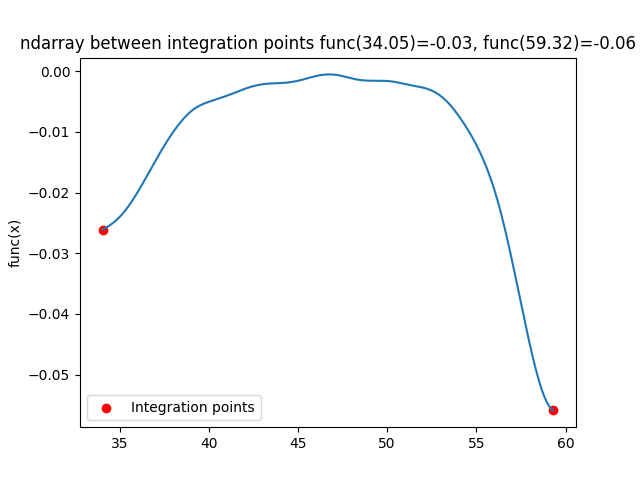 ndarray between integration points func(34.05)=-0.03, func(59.32)=-0.06
0.00
−0.01
−0.02
−0.03
−0.04
−0.05
func(x)
Integration points
35 40 45 50 55 60